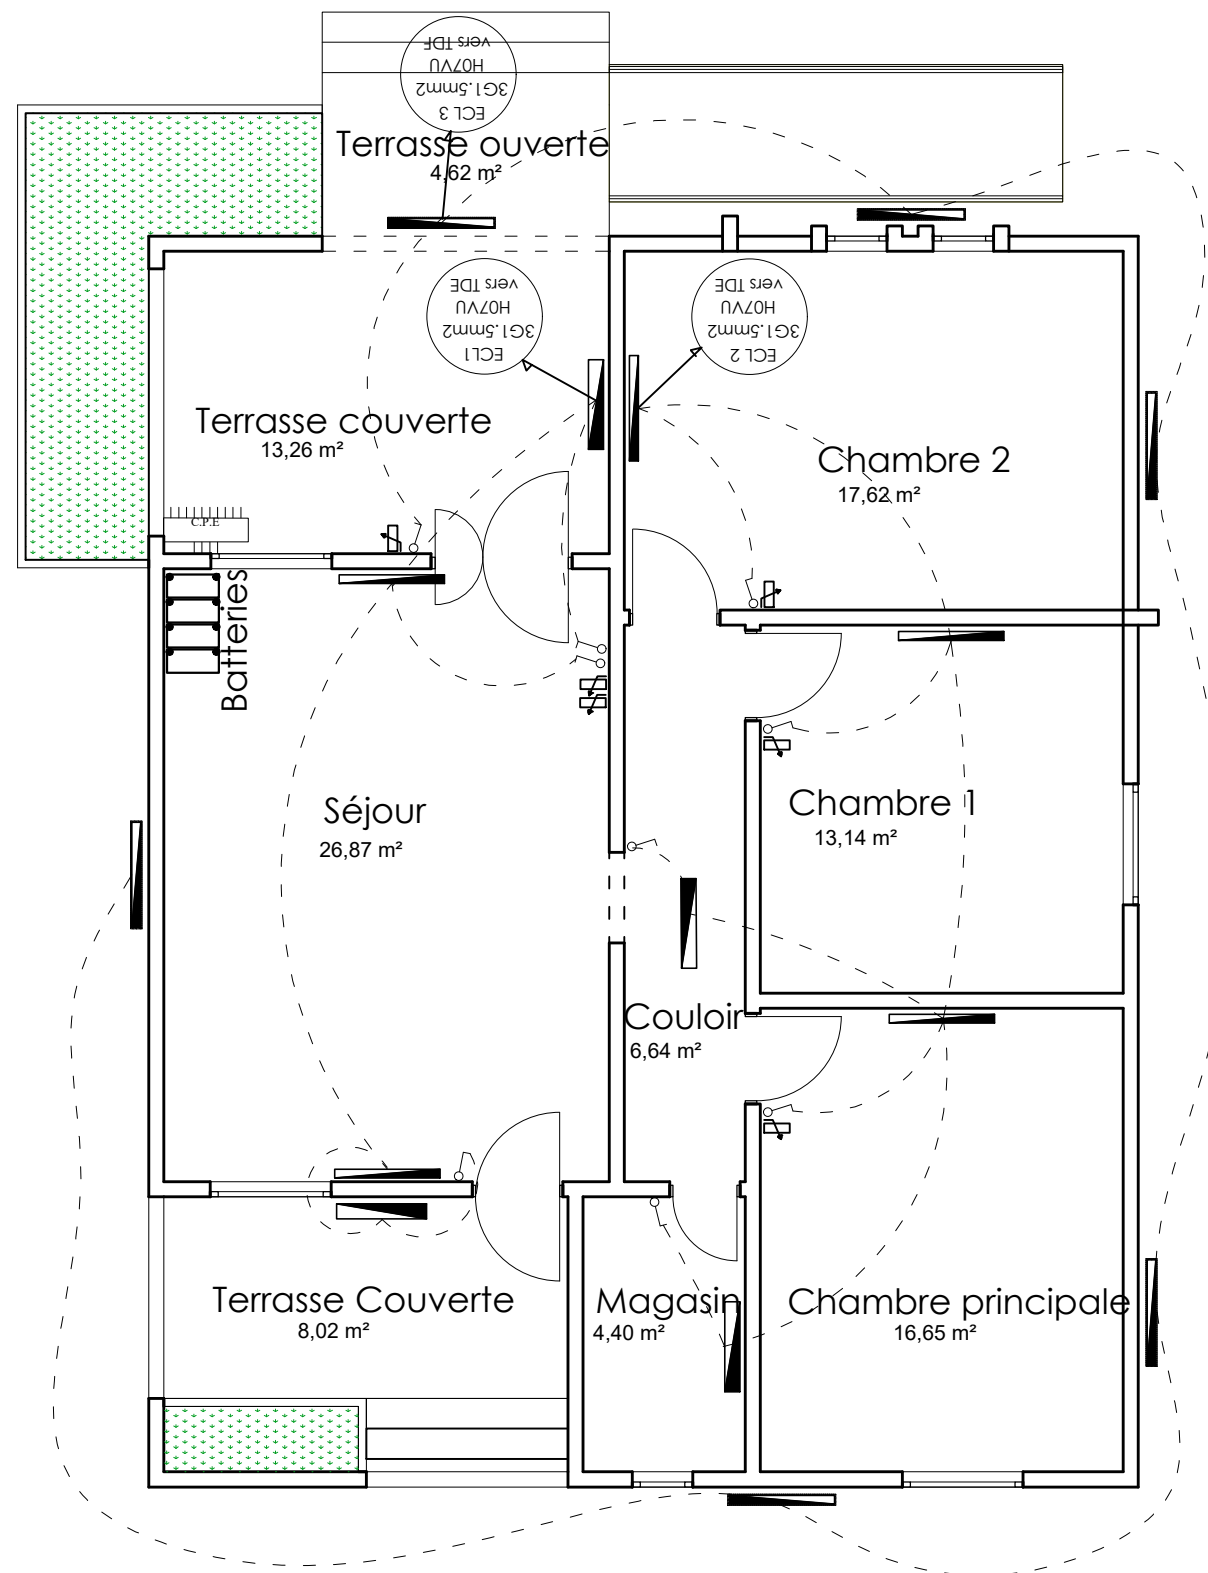 vers TDF
H07VU
3G1.5mm2
ECL 3
Terrasse ouverte
4,62 m²
vers TDE
H07VU
3G1.5mm2
ECL1
vers TDE
H07VU
3G1.5mm2
ECL 2
Terrasse couverte
13,26 m²
Chambre 2
17,62 m²
C.P.E
Batteries
Séjour
26,87 m²
Chambre 1
13,14 m²
Couloir
6,64 m²
Terrasse Couverte
8,02 m²
Magasin
4,40 m²
Chambre principale
16,65 m²